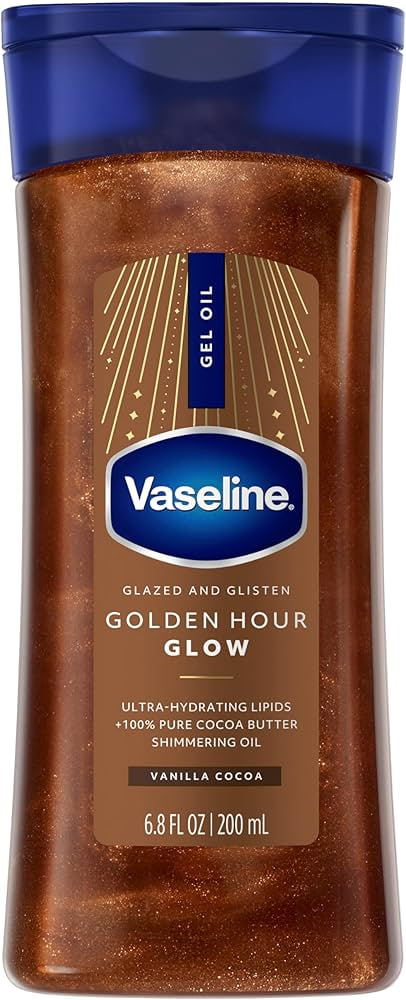 GEL OIL
Vaseline®
GLAZED AND GLISTEN
GOLDEN HOUR
GLOW
ULTRA-HYDRATING LIPIDS
+100% PURE COCOA BUTTER
SHIMMERING OIL
VANILLA COCOA
6.8 FL OZ | 200 mL